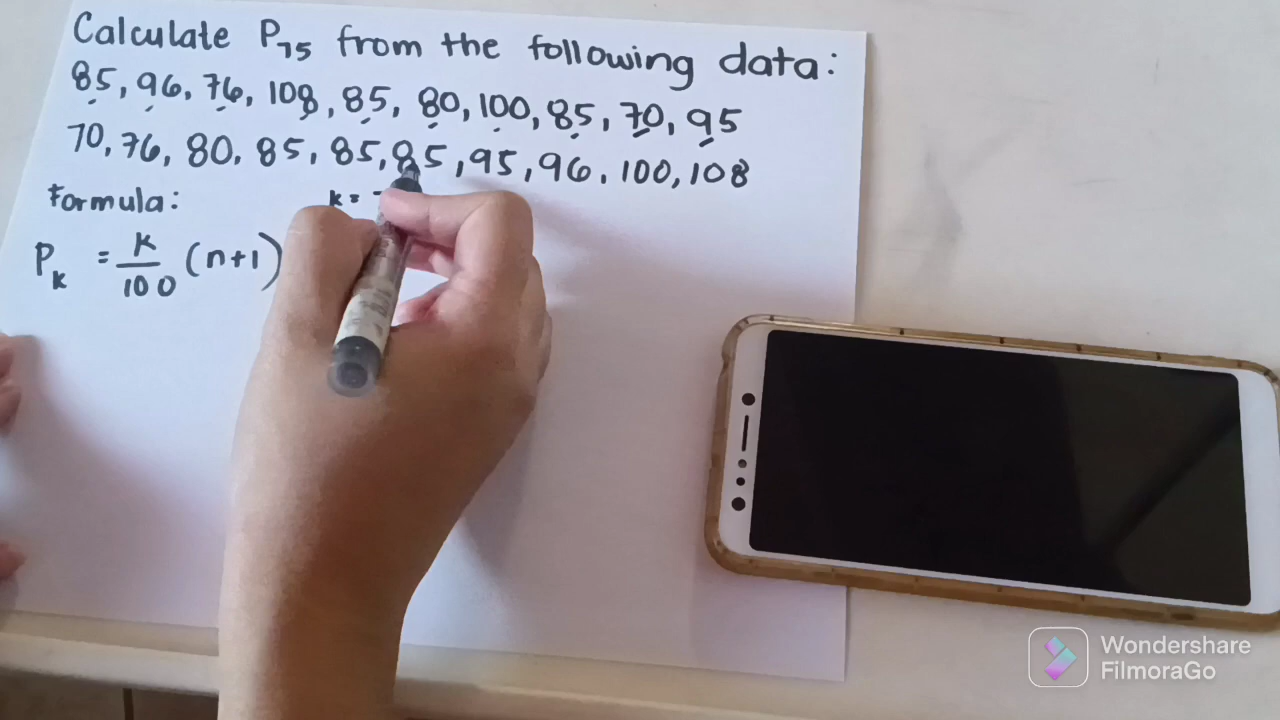 Calculate P75 from the following data:
85, 96, 76, 108, 85, 80, 100, 85, 70, 95
70, 76, 80, 85, 85, 85, 95, 96, 100, 108
Formula:
k =
Pk = k/100 (n+1)
Wondershare
FilmoraGo